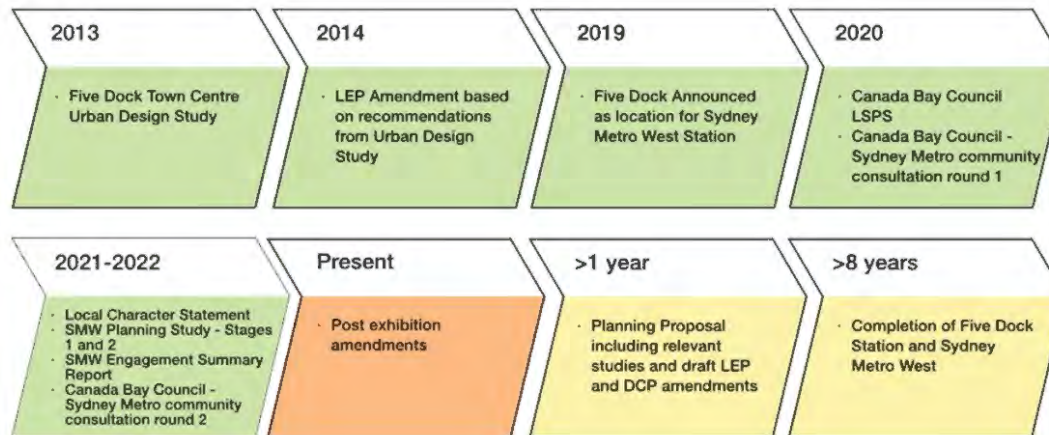 2013
· Five Dock Town Centre
Urban Design Study
2014
· LEP Amendment based
on recommendations
from Urban Design
Study
2019
· Five Dock Announced
as location for Sydney
Metro West Station
2020
· Canada Bay Council
LSPS
· Canada Bay Council -
Sydney Metro community
consultation round 1
2021-2022
· Local Character Statement
· SMW Planning Study - Stages
1 and 2
· SMW Engagement Summary
Report
· Canada Bay Council -
Sydney Metro community
consultation round 2
Present
· Post exhibition
amendments
>1 year
· Planning Proposal
including relevant
studies and draft LEP
and DCP amendments
>8 years
· Completion of Five Dock
Station and Sydney
Metro West